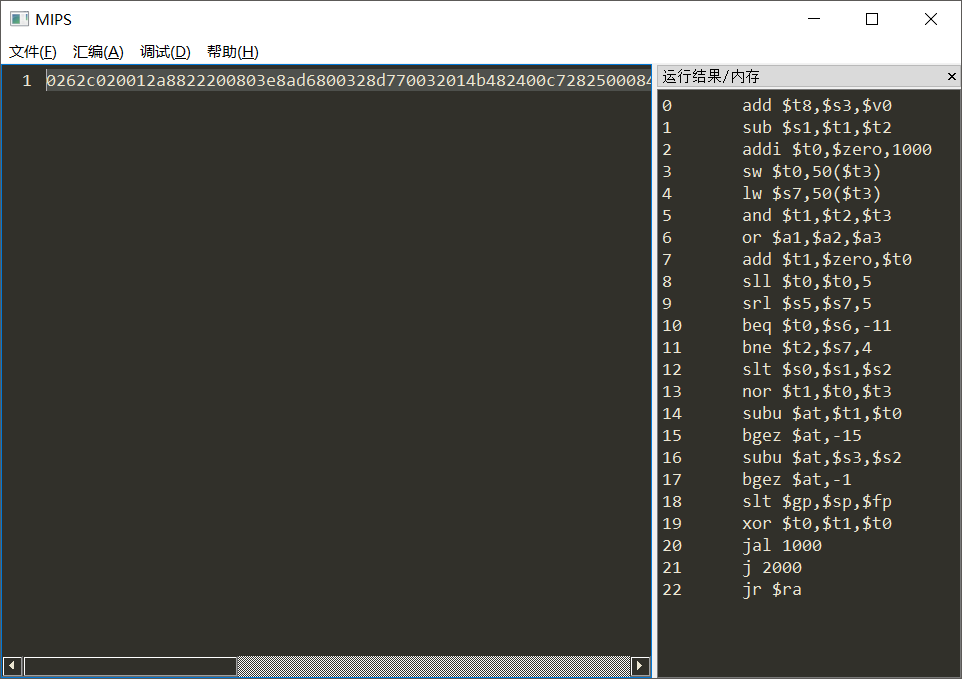 MIPS
文件(F) 汇编(A) 调试(D) 帮助(H)
1 0262c020012a8822200803e8ad6800328d770032014b482400c7282500084
运行结果/内存
0 add $t8,$s3,$v0
1 sub $s1,$t1,$t2
2 addi $t0,$zero,1000
3 sw $t0,50($t3)
4 lw $s7,50($t3)
5 and $t1,$t2,$t3
6 or $a1,$a2,$a3
7 add $t1,$zero,$t0
8 sll $t0,$t0,5
9 srl $s5,$s7,5
10 beq $t0,$s6,-11
11 bne $t2,$s7,4
12 slt $s0,$s1,$s2
13 nor $t1,$t0,$t3
14 subu $at,$t1,$t0
15 bgez $at,-15
16 subu $at,$s3,$s2
17 bgez $at,-1
18 slt $gp,$sp,$fp
19 xor $t0,$t1,$t0
20 jal 1000
21 j 2000
22 jr $ra